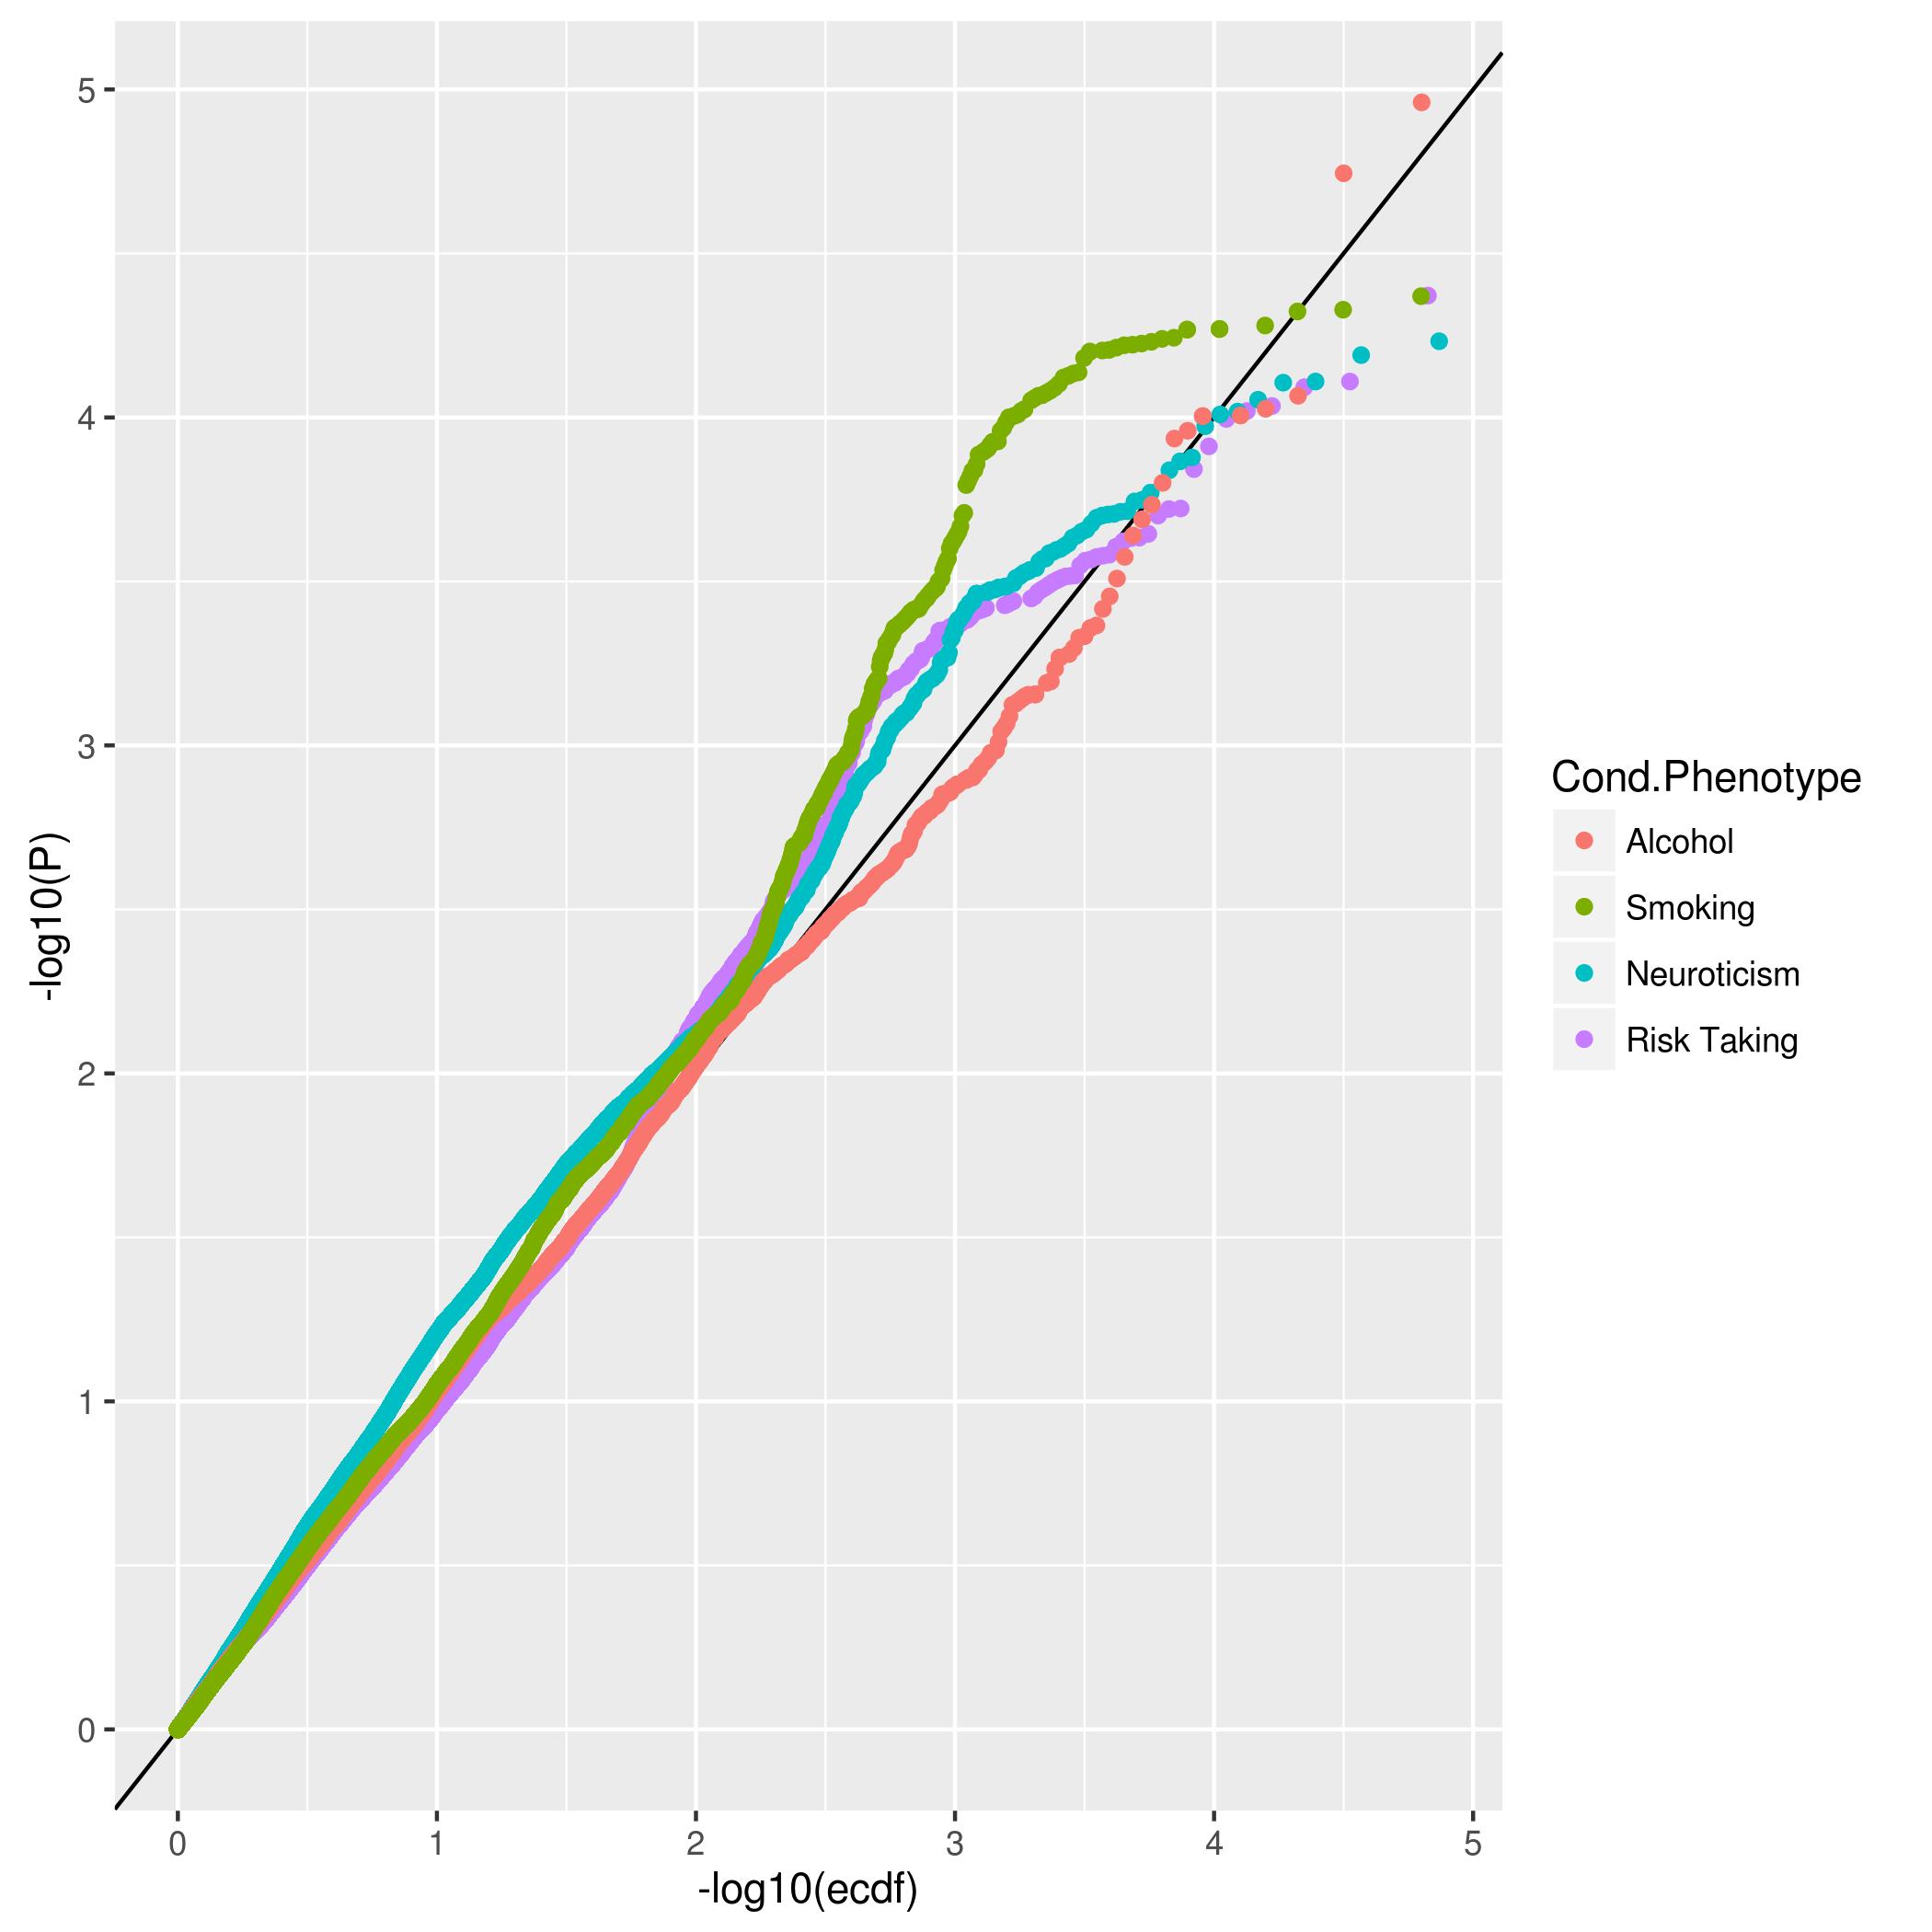 5
4
3
2
1
0
-log10(P)
0 1 2 3 4 5
-log10(ecdf)
Cond.Phenotype
Alcohol
Smoking
Neuroticism
Risk Taking